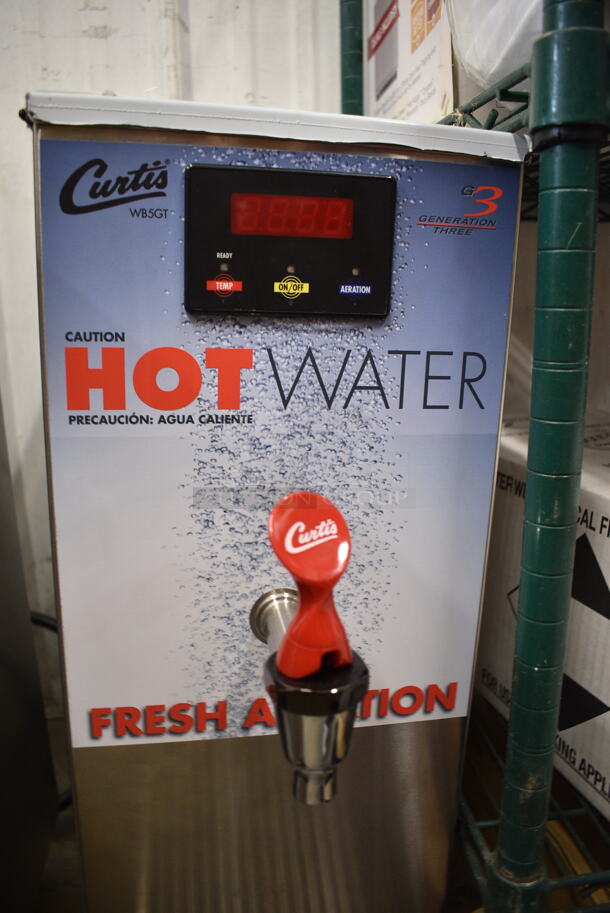 Curtis
WB5GT
G3
GENERATION
THREE
READY
TEMP
ON/OFF
AERATION
CAUTION
HOT WATER
PRECAUCIÓN: AGUA CALIENTE
Curtis
FRESH A TION